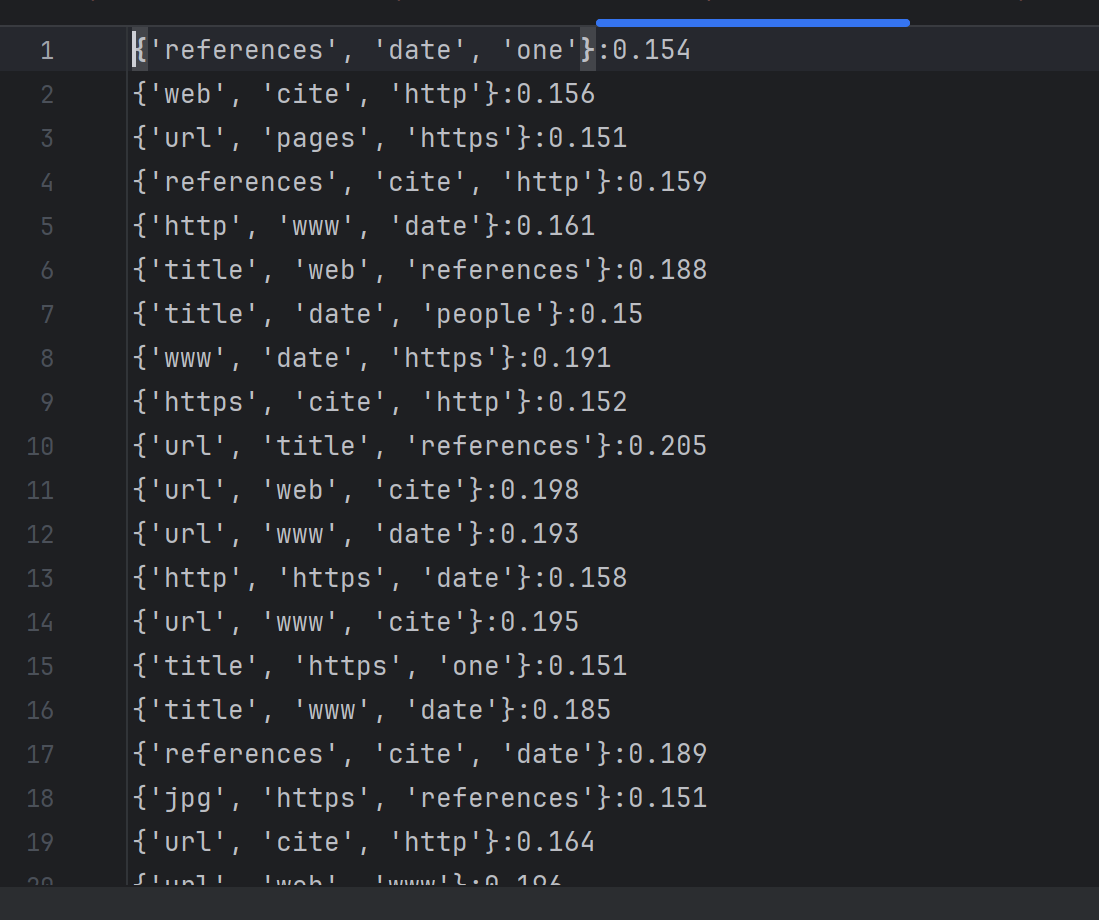 1 {'references', 'date', 'one'}:0.154
2 {'web', 'cite', 'http'}:0.156
3 {'url', 'pages', 'https'}:0.151
4 {'references', 'cite', 'http'}:0.159
5 {'http', 'www', 'date'}:0.161
6 {'title', 'web', 'references'}:0.188
7 {'title', 'date', 'people'}:0.15
8 {'www', 'date', 'https'}:0.191
9 {'https', 'cite', 'http'}:0.152
10 {'url', 'title', 'references'}:0.205
11 {'url', 'web', 'cite'}:0.198
12 {'url', 'www', 'date'}:0.193
13 {'http', 'https', 'date'}:0.158
14 {'url', 'www', 'cite'}:0.195
15 {'title', 'https', 'one'}:0.151
16 {'title', 'www', 'date'}:0.185
17 {'references', 'cite', 'date'}:0.189
18 {'jpg', 'https', 'references'}:0.151
19 {'url', 'cite', 'http'}:0.164
20 {'url', 'web', 'www'}:0.196